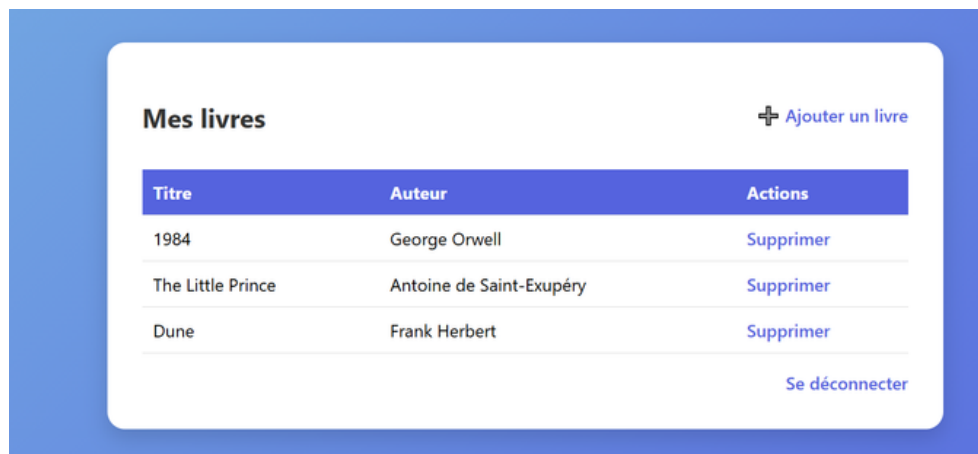 Mes livres
➕ Ajouter un livre
Titre Auteur Actions
1984 George Orwell Supprimer
The Little Prince Antoine de Saint-Exupéry Supprimer
Dune Frank Herbert Supprimer
Se déconnecter